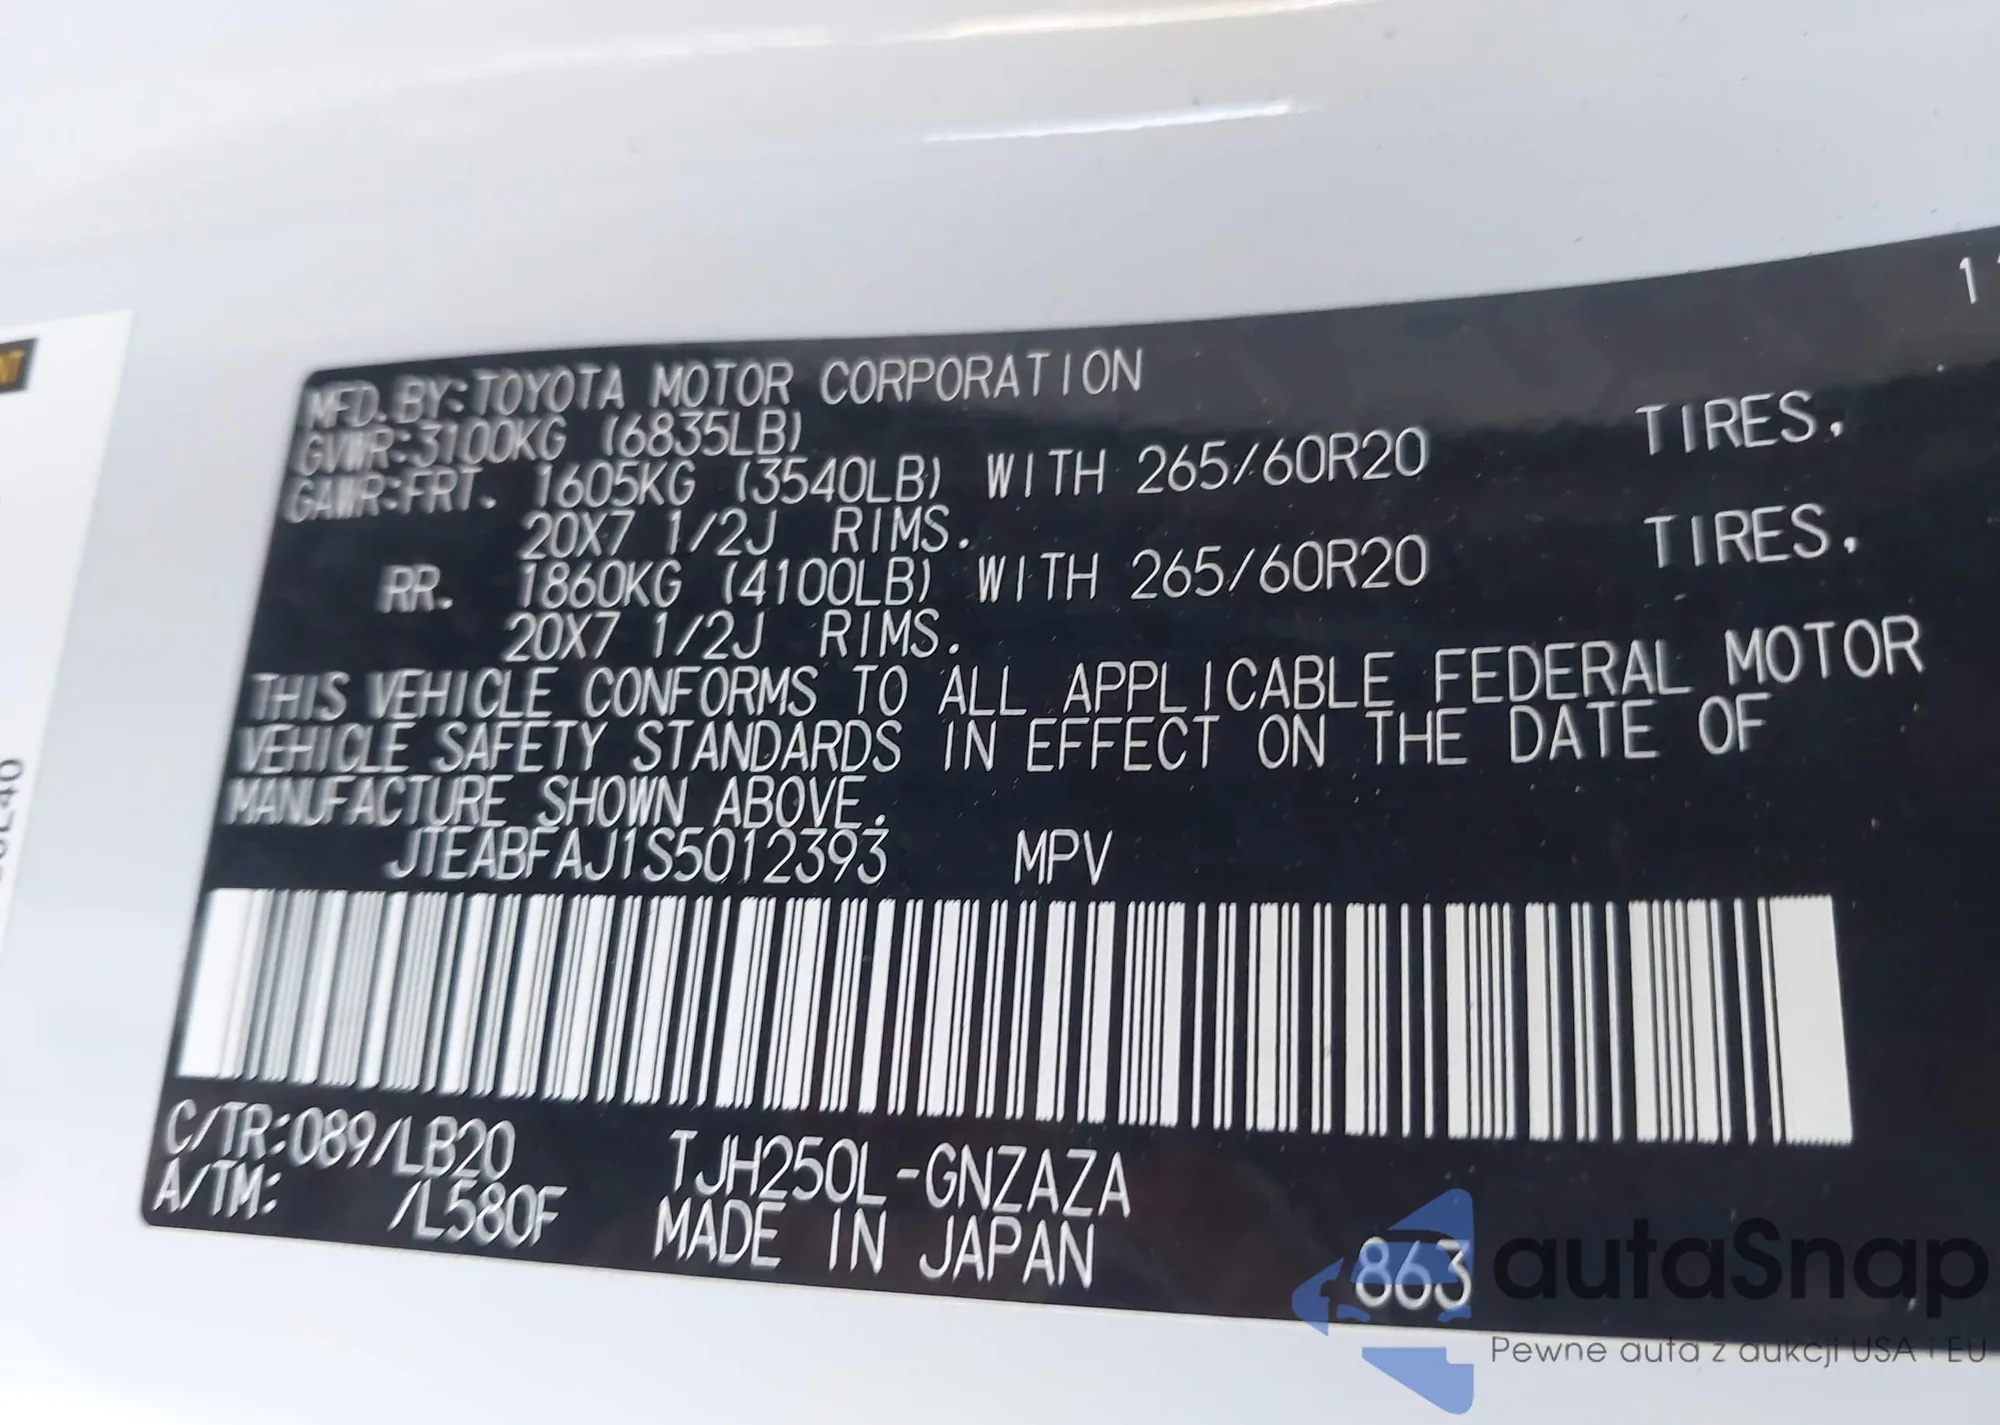 MFD.BY:TOYOTA MOTOR CORPORATION
GVWR:3100KG (6835LB)
GAWR:FRT. 1605KG (3540LB) WITH 265/60R20 TIRES,
20X7 1/2J RIMS.
RR. 1860KG (4100LB) WITH 265/60R20 TIRES,
20X7 1/2J RIMS.
THIS VEHICLE CONFORMS TO ALL APPLICABLE FEDERAL MOTOR
VEHICLE SAFETY STANDARDS IN EFFECT ON THE DATE OF
MANUFACTURE SHOWN ABOVE.
JTEABFAJ1S5012393 MPV
C/TR:089/LB20 TJH250L-GNZAZA
A/TM: /L580F MADE IN JAPAN
863
autaSnap
Pewne auta z aukcji USA i EU